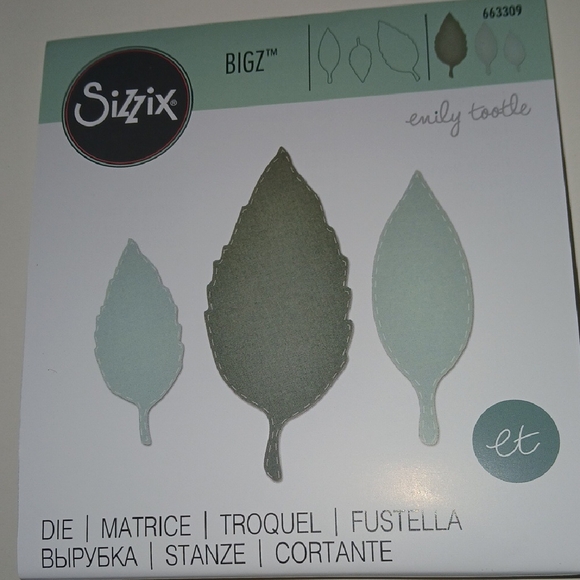 663309
BIGZ™
Sizzix®
emily tootle
et
DIE | MATRICE | TROQUEL | FUSTELLA
ВЫРУБКА | STANZE | CORTANTE